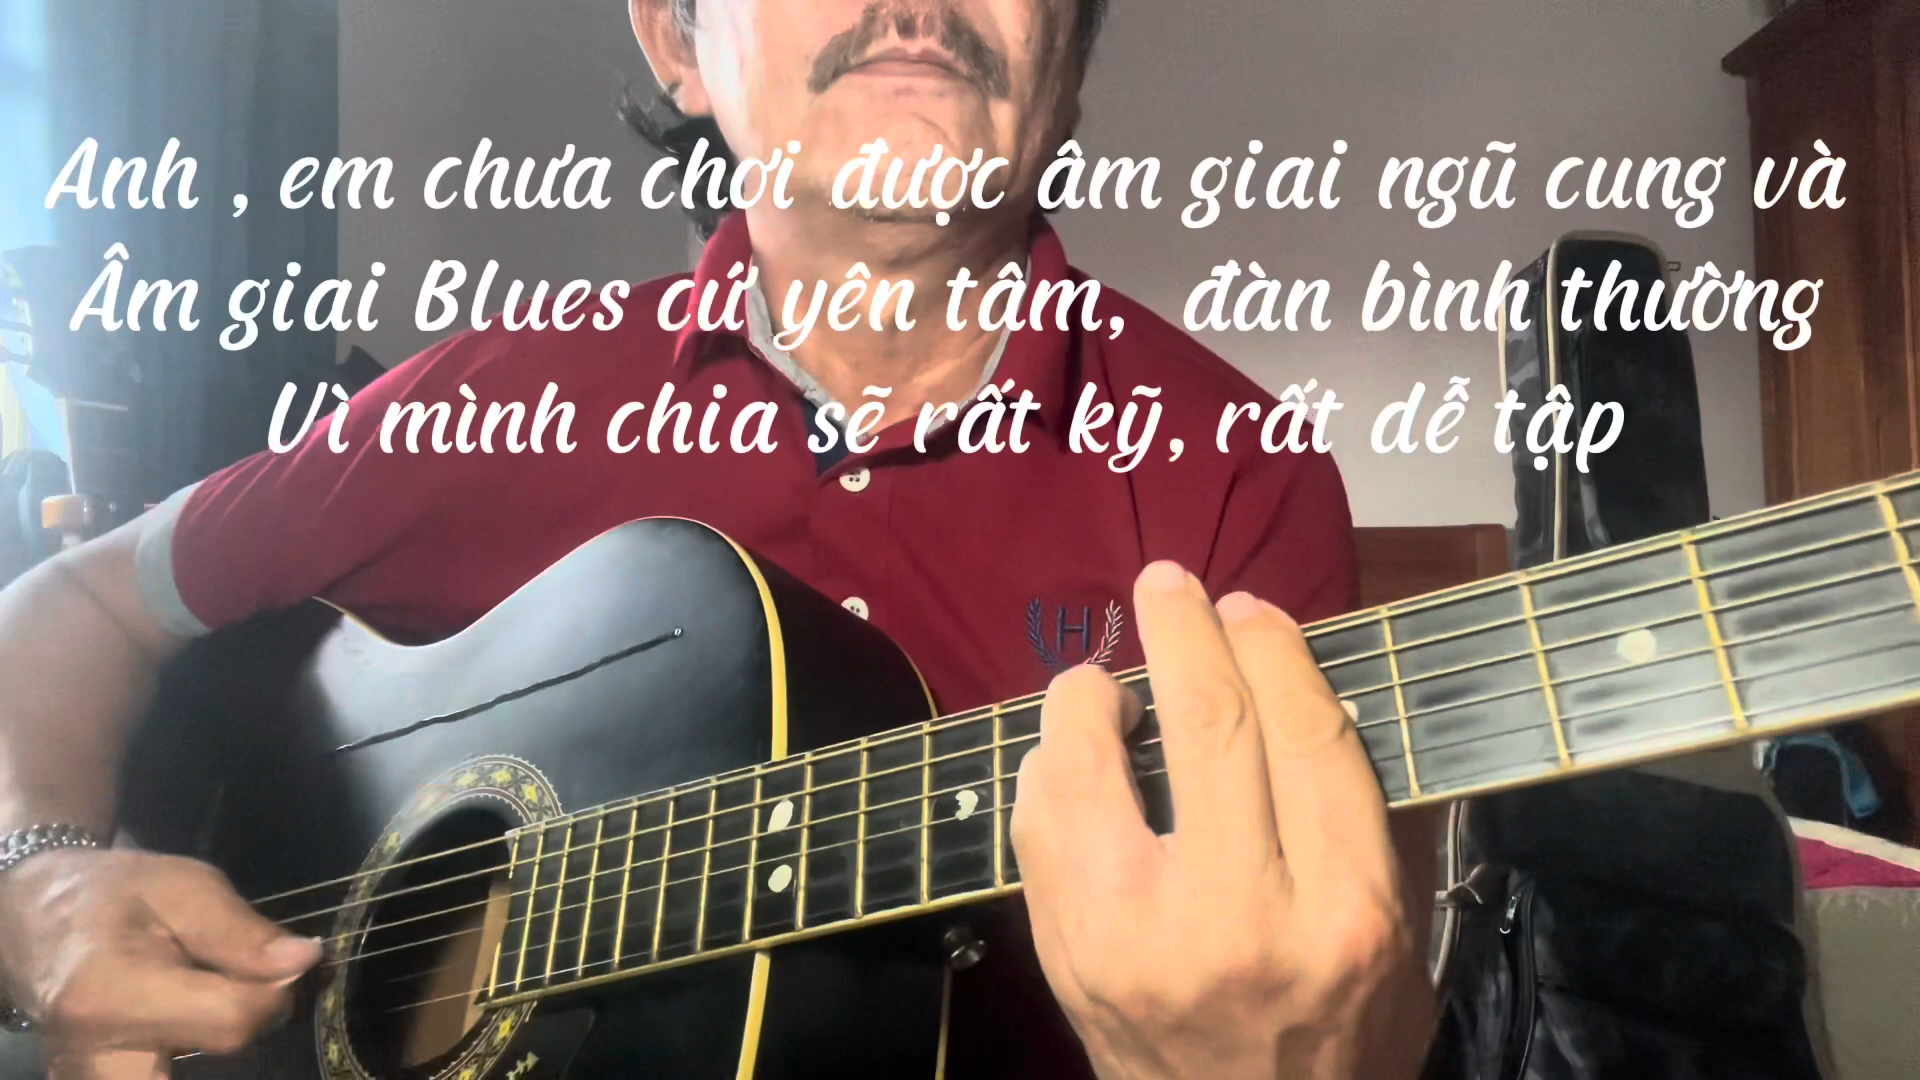 Anh , em chưa chơi được âm giai ngũ cung và
Âm giai Blues cứ yên tâm, đàn bình thường
Vì mình chia sẽ rất kỹ, rất dễ tập
H